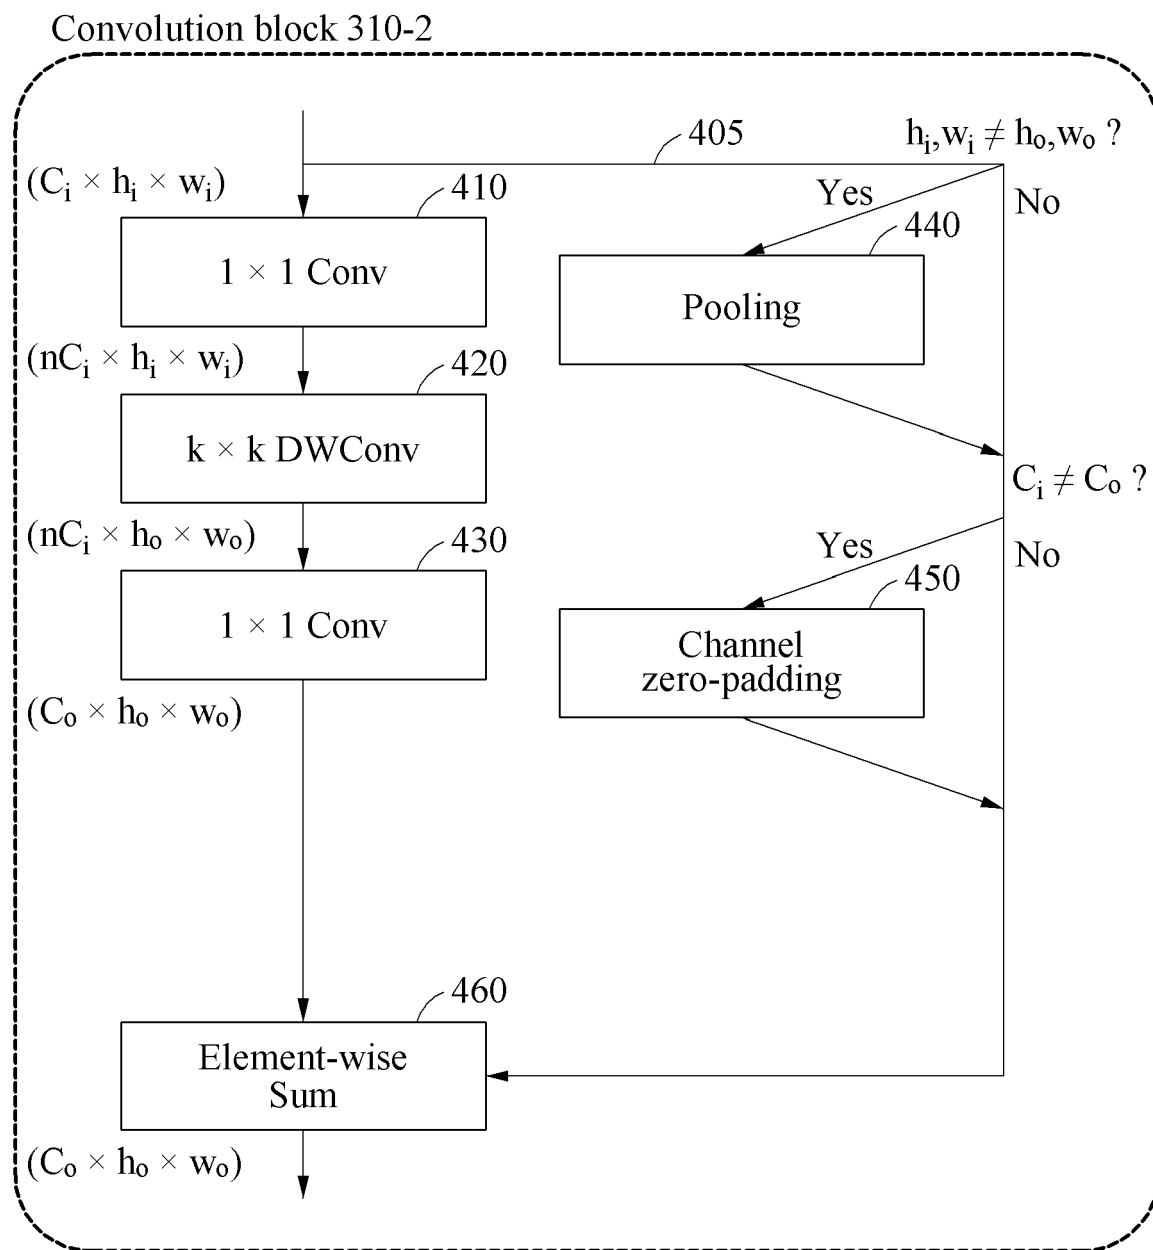 Convolution block 310-2
405
hᵢ,wᵢ ≠ hₒ,wₒ ?
(Cᵢ × hᵢ × wᵢ)
410
Yes
No
440
1 × 1 Conv
Pooling
(nCᵢ × hᵢ × wᵢ)
420
k × k DWConv
Cᵢ ≠ Cₒ ?
(nCᵢ × hₒ × wₒ)
430
Yes
No
450
1 × 1 Conv
Channel
zero-padding
(Cₒ × hₒ × wₒ)
460
Element-wise
Sum
(Cₒ × hₒ × wₒ)